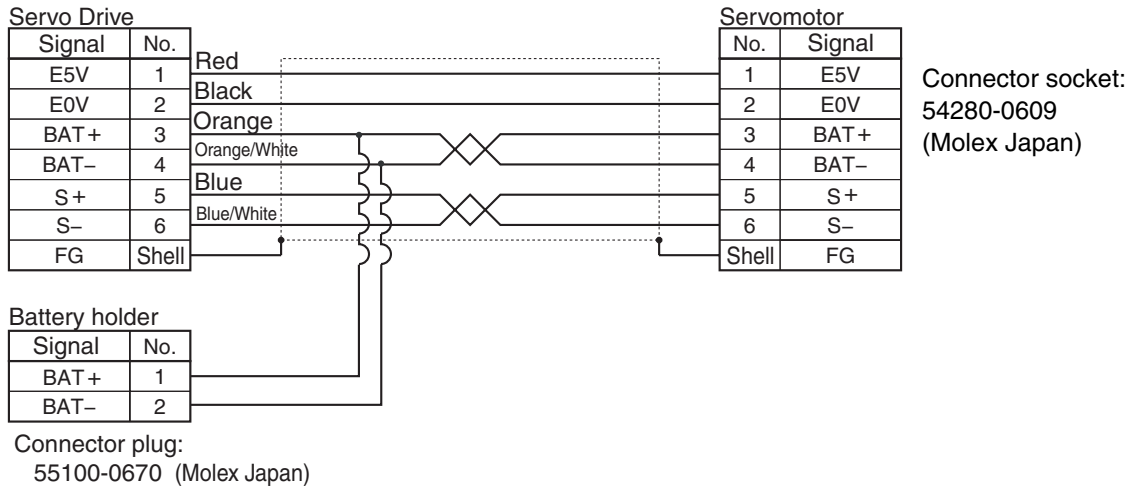 Servo Drive
Signal No.
E5V 1
E0V 2
BAT+ 3
BAT− 4
S+ 5
S− 6
FG Shell
Red
Black
Orange
Orange/White
Blue
Blue/White
Servomotor
No. Signal
1 E5V
2 E0V
3 BAT+
4 BAT−
5 S+
6 S−
Shell FG
Connector socket:
54280-0609
(Molex Japan)
Battery holder
Signal No.
BAT+ 1
BAT− 2
Connector plug:
55100-0670 (Molex Japan)